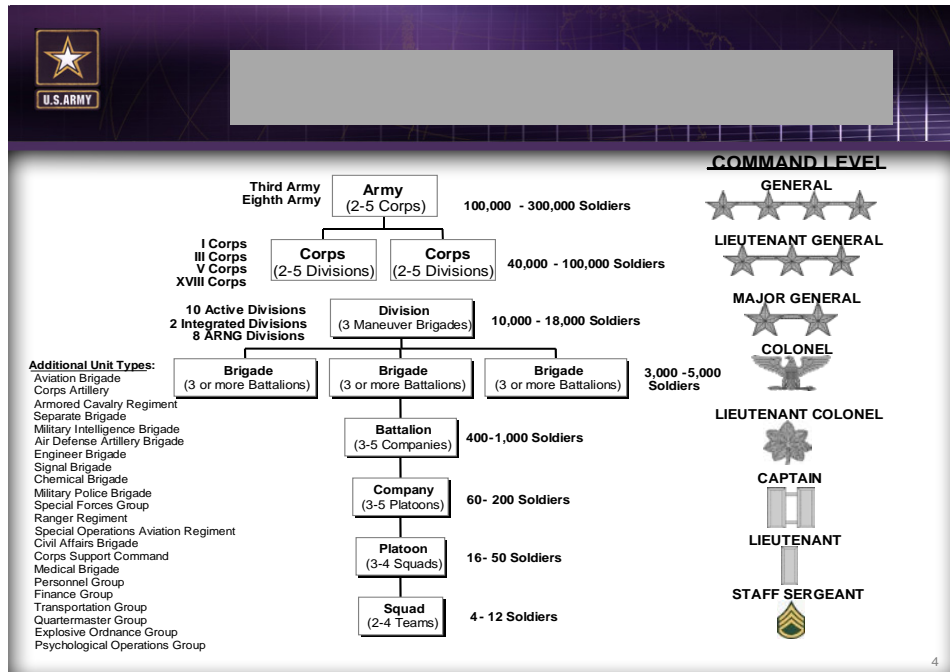 U.S.ARMY
COMMAND LEVEL
Third Army
Eighth Army
Army
(2-5 Corps)
100,000 - 300,000 Soldiers
GENERAL
I Corps
III Corps
V Corps
XVIII Corps
Corps
(2-5 Divisions)
Corps
(2-5 Divisions)
40,000 - 100,000 Soldiers
LIEUTENANT GENERAL
10 Active Divisions
2 Integrated Divisions
8 ARNG Divisions
Division
(3 Maneuver Brigades)
10,000 - 18,000 Soldiers
MAJOR GENERAL
Brigade
(3 or more Battalions)
Brigade
(3 or more Battalions)
Brigade
(3 or more Battalions)
3,000 -5,000
Soldiers
COLONEL
Additional Unit Types:
Aviation Brigade
Corps Artillery
Armored Cavalry Regiment
Separate Brigade
Military Intelligence Brigade
Air Defense Artillery Brigade
Engineer Brigade
Signal Brigade
Chemical Brigade
Military Police Brigade
Special Forces Group
Ranger Regiment
Special Operations Aviation Regiment
Civil Affairs Brigade
Corps Support Command
Medical Brigade
Personnel Group
Finance Group
Transportation Group
Quartermaster Group
Explosive Ordnance Group
Psychological Operations Group
Battalion
(3-5 Companies)
400-1,000 Soldiers
LIEUTENANT COLONEL
Company
(3-5 Platoons)
60- 200 Soldiers
CAPTAIN
Platoon
(3-4 Squads)
16- 50 Soldiers
LIEUTENANT
Squad
(2-4 Teams)
4- 12 Soldiers
STAFF SERGEANT
4